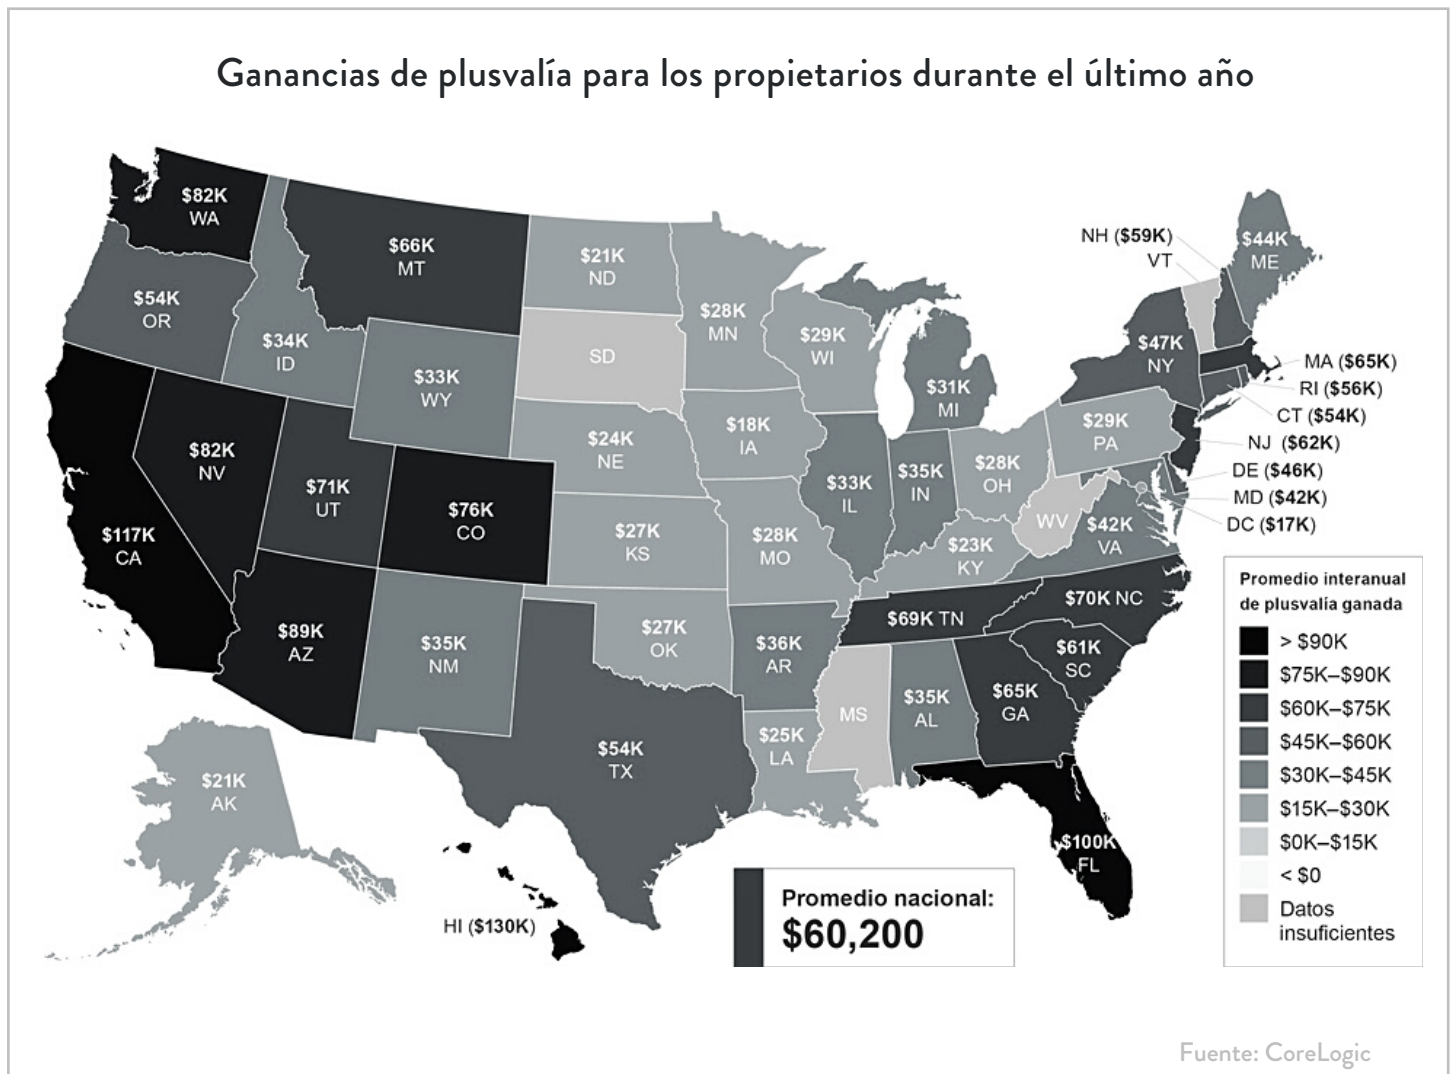 Ganancias de plusvalía para los propietarios durante el último año
$82K
WA
$66K
MT
$21K
ND
$54K
OR
$34K
ID
$33K
WY
SD
$28K
MN
$29K
WI
$31K
MI
NH ($59K)
VT
$44K
ME
$47K
NY
MA ($65K)
RI ($56K)
CT ($54K)
NJ ($62K)
DE ($46K)
MD ($42K)
DC ($17K)
$82K
NV
$71K
UT
$76K
CO
$24K
NE
$18K
IA
$33K
IL
$35K
IN
$28K
OH
$29K
PA
WV
$42K
VA
$117K
CA
$27K
KS
$28K
MO
$23K
KY
$70K NC
$69K TN
$61K
SC
$89K
AZ
$35K
NM
$27K
OK
$36K
AR
MS
$35K
AL
$65K
GA
$54K
TX
$25K
LA
$100K
FL
$21K
AK
HI ($130K)
Promedio nacional:
$60,200
Promedio interanual
de plusvalía ganada
> $90K
$75K–$90K
$60K–$75K
$45K–$60K
$30K–$45K
$15K–$30K
$0K–$15K
< $0
Datos
insuficientes
Fuente: CoreLogic